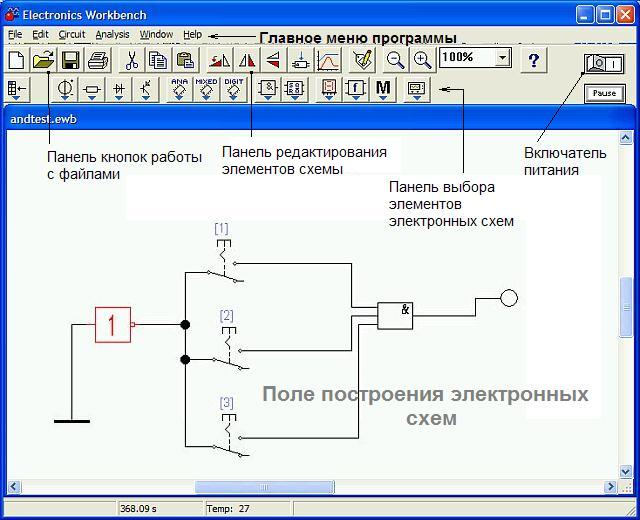 Electronics Workbench
File Edit Circuit Analysis Window Help
Главное меню программы
100%
?
ANA MIXED DIGIT
M
Pause
andtest.ewb
Панель кнопок работы
с файлами
Панель редактирования
элементов схемы
Панель выбора
элементов
электронных схем
Включатель
питания
[1]
[2]
[3]
1
&
Поле построения электронных
схем
368.09 s
Temp: 27